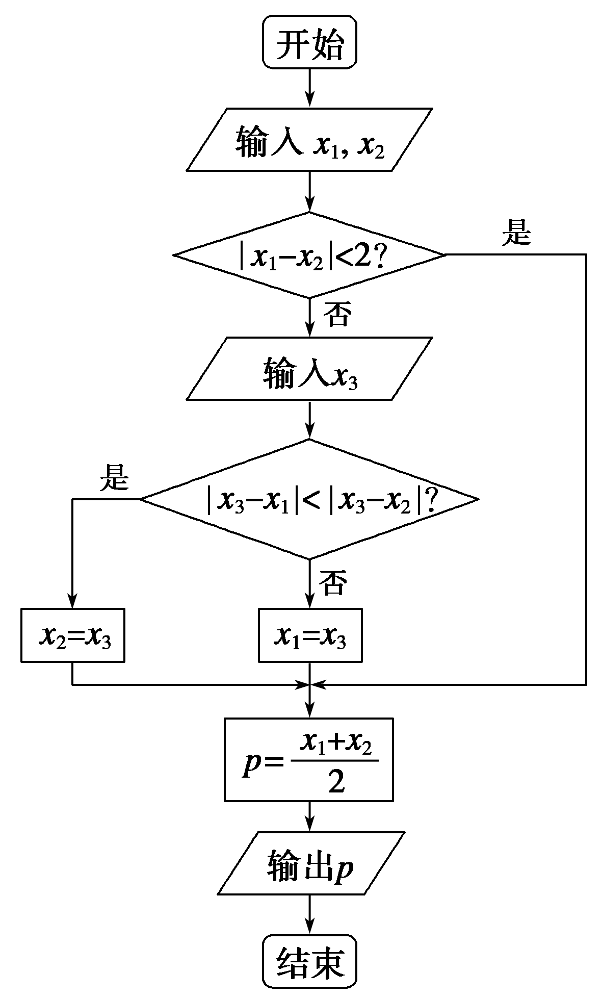 开始
输入 x₁, x₂
|x₁−x₂|<2?
是
否
输入x₃
|x₃−x₁|<|x₃−x₂|?
是
否
x₂=x₃
x₁=x₃
p=(x₁+x₂)/2
输出p
结束